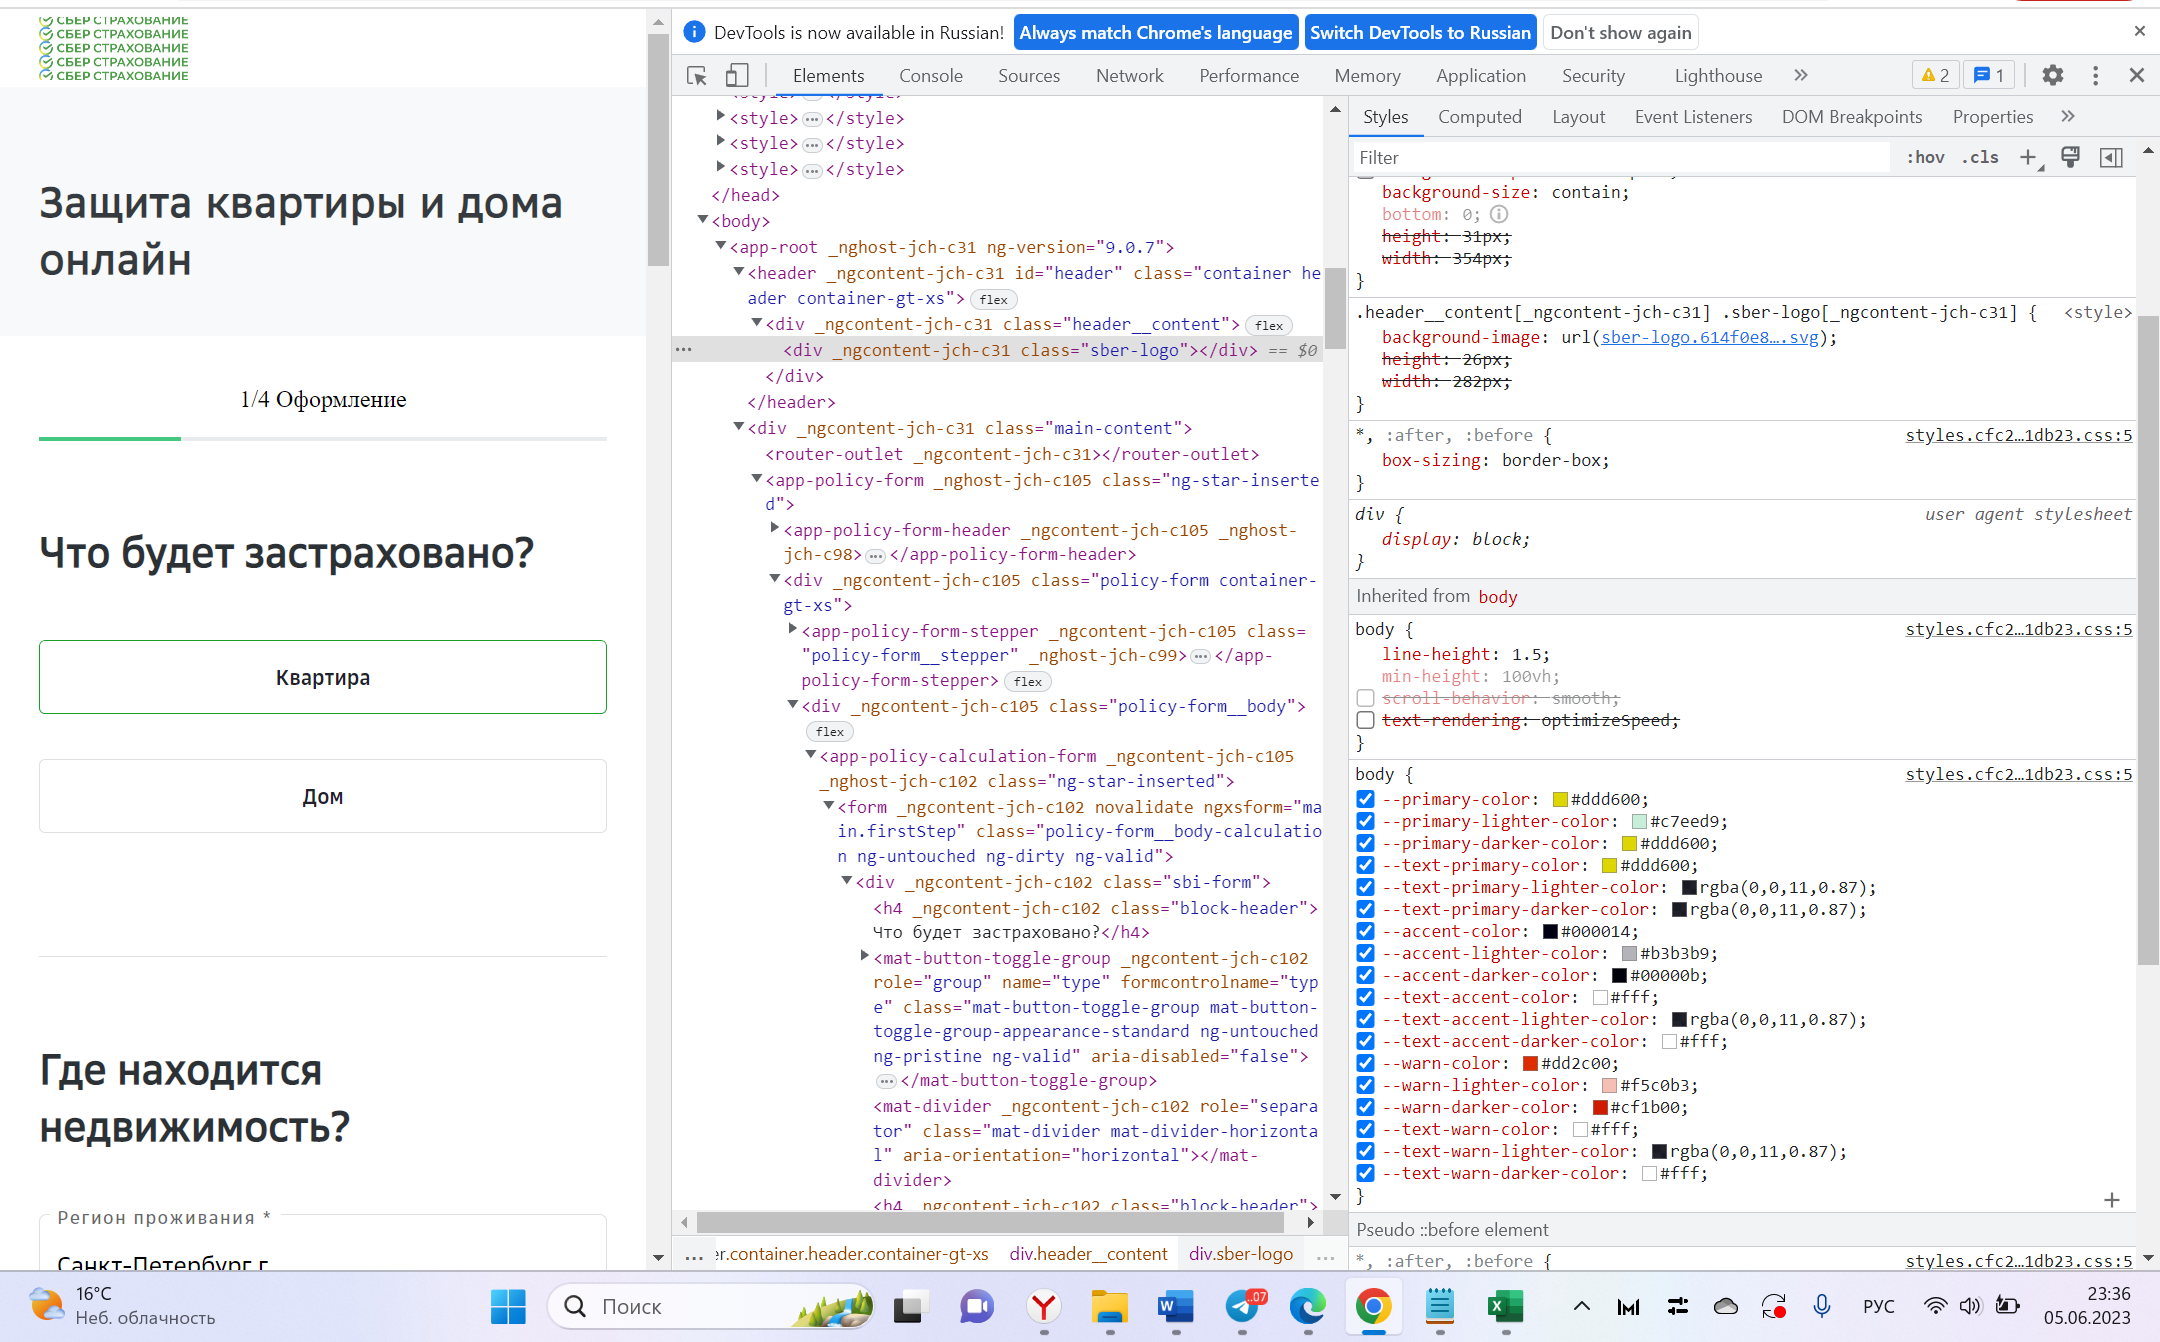 СБЕР СТРАХОВАНИЕ
СБЕР СТРАХОВАНИЕ
СБЕР СТРАХОВАНИЕ
СБЕР СТРАХОВАНИЕ
СБЕР СТРАХОВАНИЕ
Защита квартиры и дома
онлайн
1/4 Оформление
Что будет застраховано?
Квартира
Дом
Где находится
недвижимость?
Регион проживания *
Санкт-Петербург г
DevTools is now available in Russian!
Always match Chrome's language
Switch DevTools to Russian
Don't show again
Elements Console Sources Network Performance Memory Application Security Lighthouse » 2 1
<style> ••• </style>
<style> ••• </style>
<style> ••• </style>
<style> ••• </style>
</head>
<body>
<app-root _nghost-jch-c31 ng-version="9.0.7">
<header _ngcontent-jch-c31 id="header" class="container he
ader container-gt-xs"> flex
<div _ngcontent-jch-c31 class="header__content"> flex
••• <div _ngcontent-jch-c31 class="sber-logo"></div> == $0
</div>
</header>
<div _ngcontent-jch-c31 class="main-content">
<router-outlet _ngcontent-jch-c31></router-outlet>
<app-policy-form _nghost-jch-c105 class="ng-star-inserte
d">
<app-policy-form-header _ngcontent-jch-c105 _nghost-
jch-c98> ••• </app-policy-form-header>
<div _ngcontent-jch-c105 class="policy-form container-
gt-xs">
<app-policy-form-stepper _ngcontent-jch-c105 class=
"policy-form__stepper" _nghost-jch-c99> ••• </app-
policy-form-stepper> flex
<div _ngcontent-jch-c105 class="policy-form__body">
flex
<app-policy-calculation-form _ngcontent-jch-c105
_nghost-jch-c102 class="ng-star-inserted">
<form _ngcontent-jch-c102 novalidate ngxsform="ma
in.firstStep" class="policy-form__body-calculatio
n ng-untouched ng-dirty ng-valid">
<div _ngcontent-jch-c102 class="sbi-form">
<h4 _ngcontent-jch-c102 class="block-header">
Что будет застраховано?</h4>
<mat-button-toggle-group _ngcontent-jch-c102
role="group" name="type" formcontrolname="typ
e" class="mat-button-toggle-group mat-button-
toggle-group-appearance-standard ng-untouched
ng-pristine ng-valid" aria-disabled="false">
••• </mat-button-toggle-group>
<mat-divider _ngcontent-jch-c102 role="separa
tor" class="mat-divider mat-divider-horizonta
l" aria-orientation="horizontal"></mat-
divider>
<h4 _ngcontent-jch-c102 class="block-header">
... er.container.header.container-gt-xs div.header__content div.sber-logo ...
Styles Computed Layout Event Listeners DOM Breakpoints Properties »
Filter :hov .cls +
background-size: contain;
bottom: 0;
height: 31px;
width: 354px;
}
.header__content[_ngcontent-jch-c31] .sber-logo[_ngcontent-jch-c31] { <style>
background-image: url(sber-logo.614f0e8….svg);
height: 26px;
width: 282px;
}
*, :after, :before { styles.cfc2…1db23.css:5
box-sizing: border-box;
}
div { user agent stylesheet
display: block;
}
Inherited from body
body { styles.cfc2…1db23.css:5
line-height: 1.5;
min-height: 100vh;
scroll-behavior: smooth;
text-rendering: optimizeSpeed;
}
body { styles.cfc2…1db23.css:5
--primary-color: #ddd600;
--primary-lighter-color: #c7eed9;
--primary-darker-color: #ddd600;
--text-primary-color: #ddd600;
--text-primary-lighter-color: rgba(0,0,11,0.87);
--text-primary-darker-color: rgba(0,0,11,0.87);
--accent-color: #000014;
--accent-lighter-color: #b3b3b9;
--accent-darker-color: #00000b;
--text-accent-color: #fff;
--text-accent-lighter-color: rgba(0,0,11,0.87);
--text-accent-darker-color: #fff;
--warn-color: #dd2c00;
--warn-lighter-color: #f5c0b3;
--warn-darker-color: #cf1b00;
--text-warn-color: #fff;
--text-warn-lighter-color: rgba(0,0,11,0.87);
--text-warn-darker-color: #fff;
}
Pseudo ::before element
*, :after, :before { styles.cfc2…1db23.css:5
16°C
Неб. облачность
Поиск
.07
РУС
23:36
05.06.2023